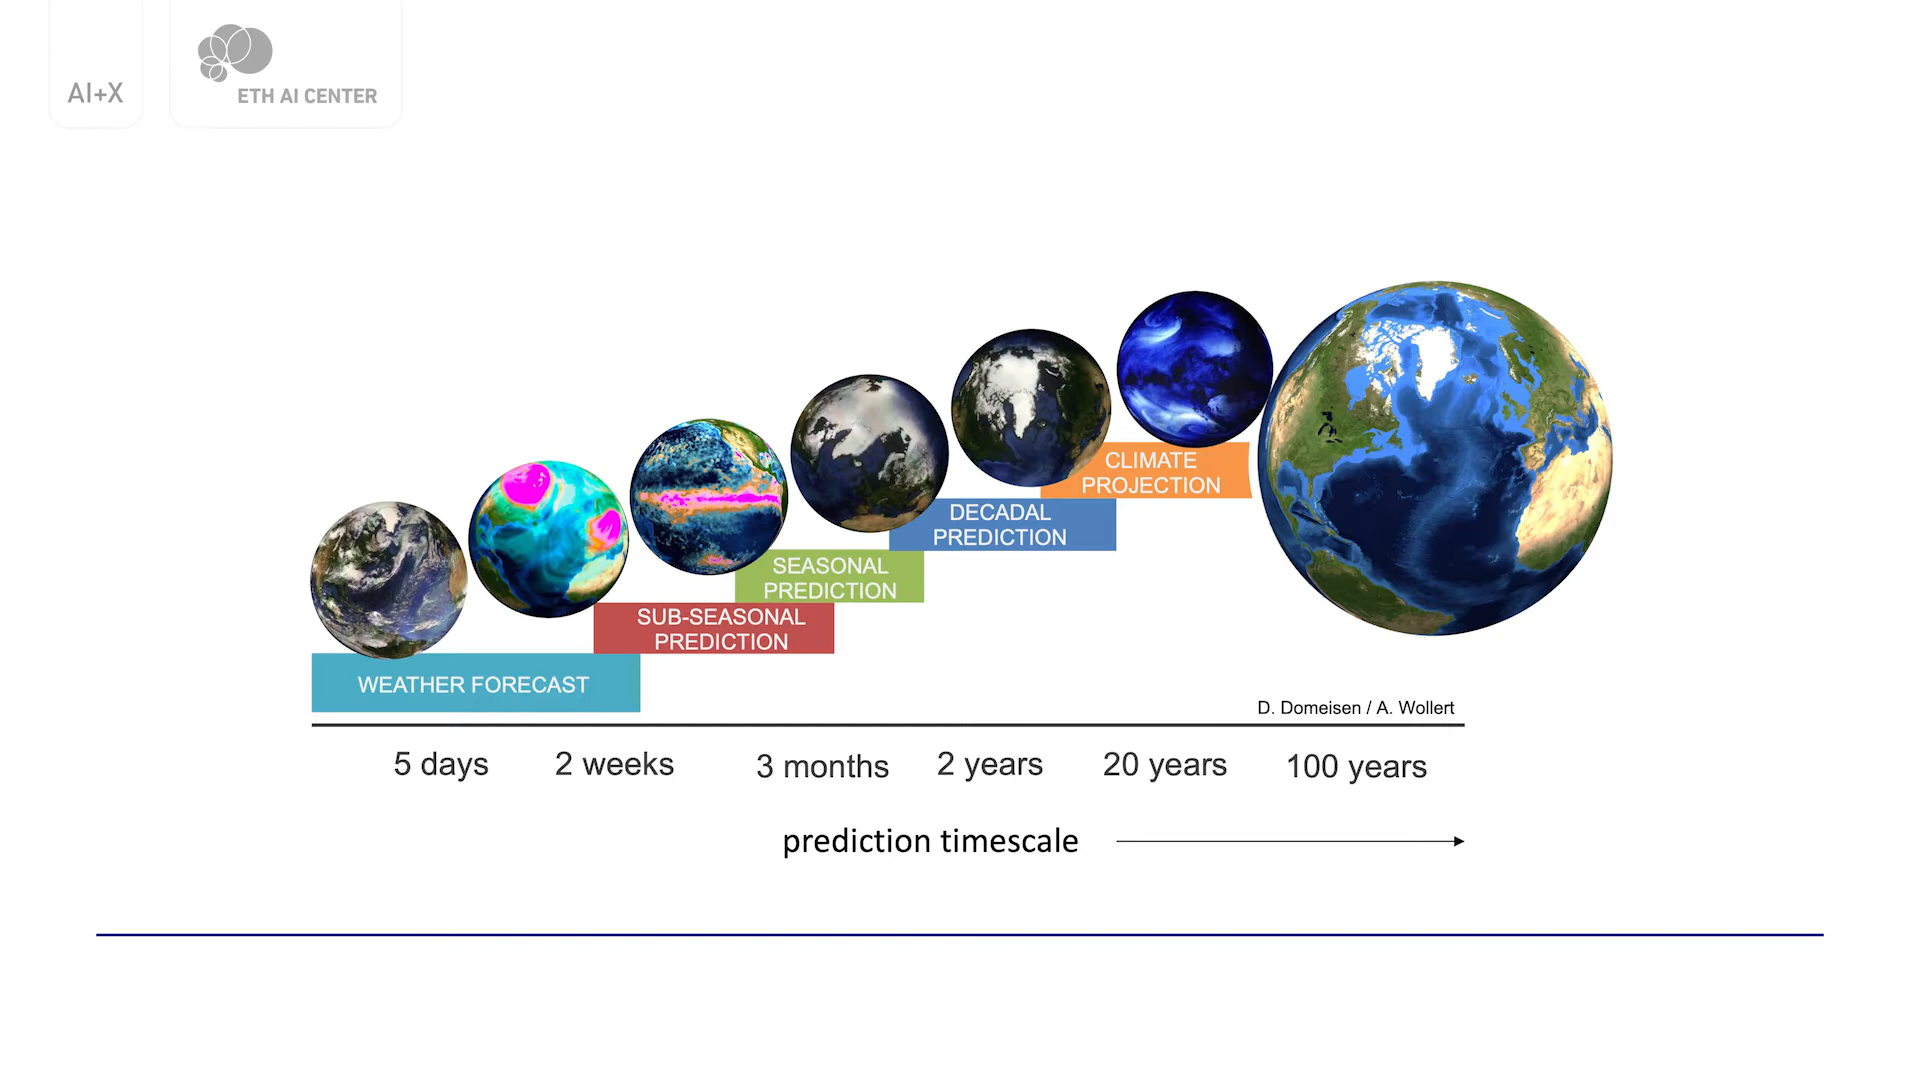 AI+X
ETH AI CENTER
CLIMATE
PROJECTION
DECADAL
PREDICTION
SEASONAL
PREDICTION
SUB-SEASONAL
PREDICTION
WEATHER FORECAST
D. Domeisen / A. Wollert
5 days
2 weeks
3 months
2 years
20 years
100 years
prediction timescale